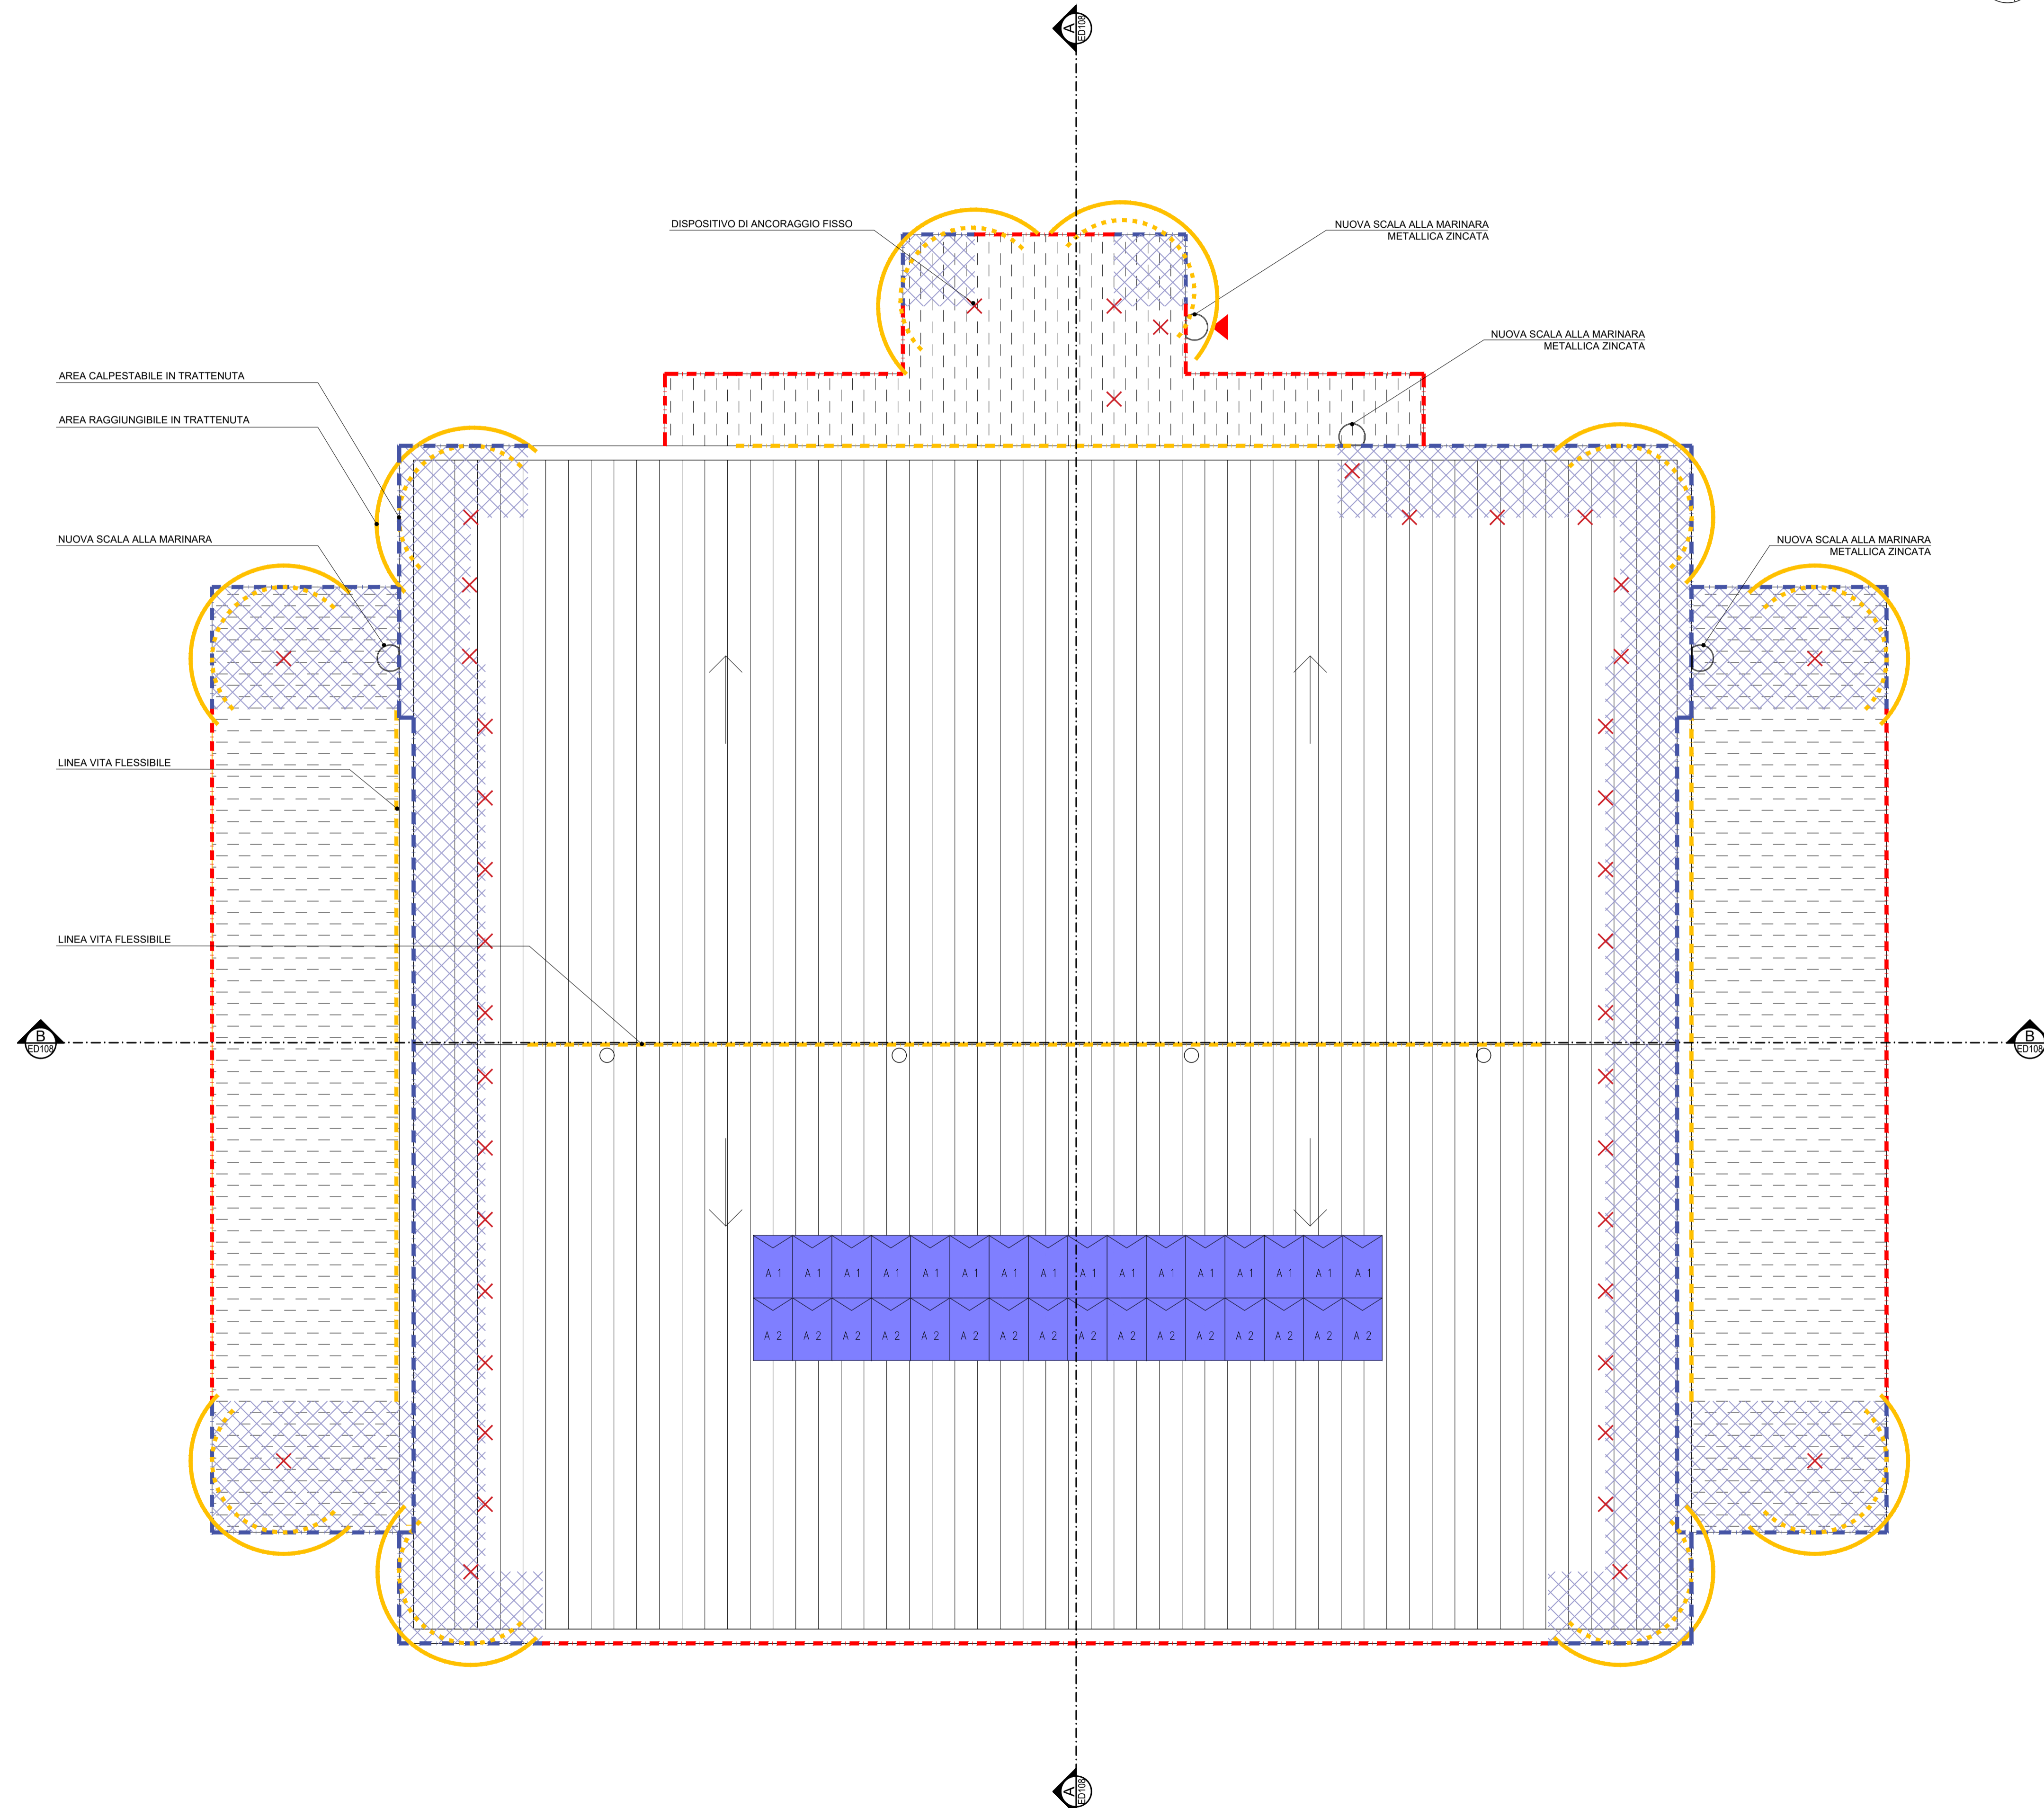 A
ED108
DISPOSITIVO DI ANCORAGGIO FISSO
NUOVA SCALA ALLA MARINARA
METALLICA ZINCATA
NUOVA SCALA ALLA MARINARA
METALLICA ZINCATA
AREA CALPESTABILE IN TRATTENUTA
AREA RAGGIUNGIBILE IN TRATTENUTA
NUOVA SCALA ALLA MARINARA
NUOVA SCALA ALLA MARINARA
METALLICA ZINCATA
LINEA VITA FLESSIBILE
LINEA VITA FLESSIBILE
B
ED108
B
ED108
A 1 A 1 A 1 A 1 A 1 A 1 A 1 A 1 A 1 A 1 A 1 A 1 A 1 A 1 A 1 A 1
A 2 A 2 A 2 A 2 A 2 A 2 A 2 A 2 A 2 A 2 A 2 A 2 A 2 A 2 A 2 A 2
A
ED108